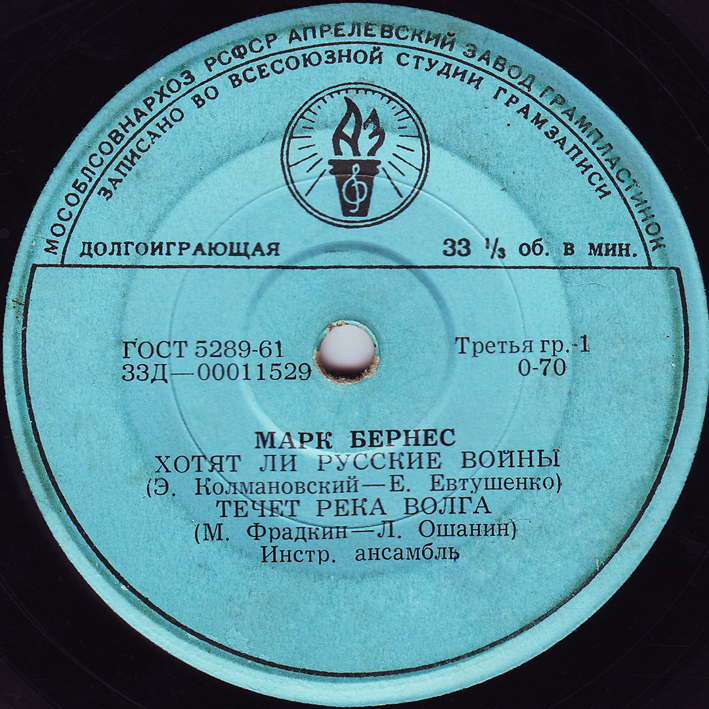 МОСОБЛСОВНАРХОЗ РСФСР АПРЕЛЕВСКИЙ ЗАВОД ГРАМПЛАСТИНОК
ЗАПИСАНО ВО ВСЕСОЮЗНОЙ СТУДИИ ГРАМЗАПИСИ
АЗ
ДОЛГОИГРАЮЩАЯ 33 ⅓ об. в мин.
ГОСТ 5289-61 Третья гр.-1
33Д—00011529 0-70
МАРК БЕРНЕС
ХОТЯТ ЛИ РУССКИЕ ВОЙНЫ
(Э. Колмановский—Е. Евтушенко)
ТЕЧЕТ РЕКА ВОЛГА
(М. Фрадкин—Л. Ошанин)
Инстр. ансамбль